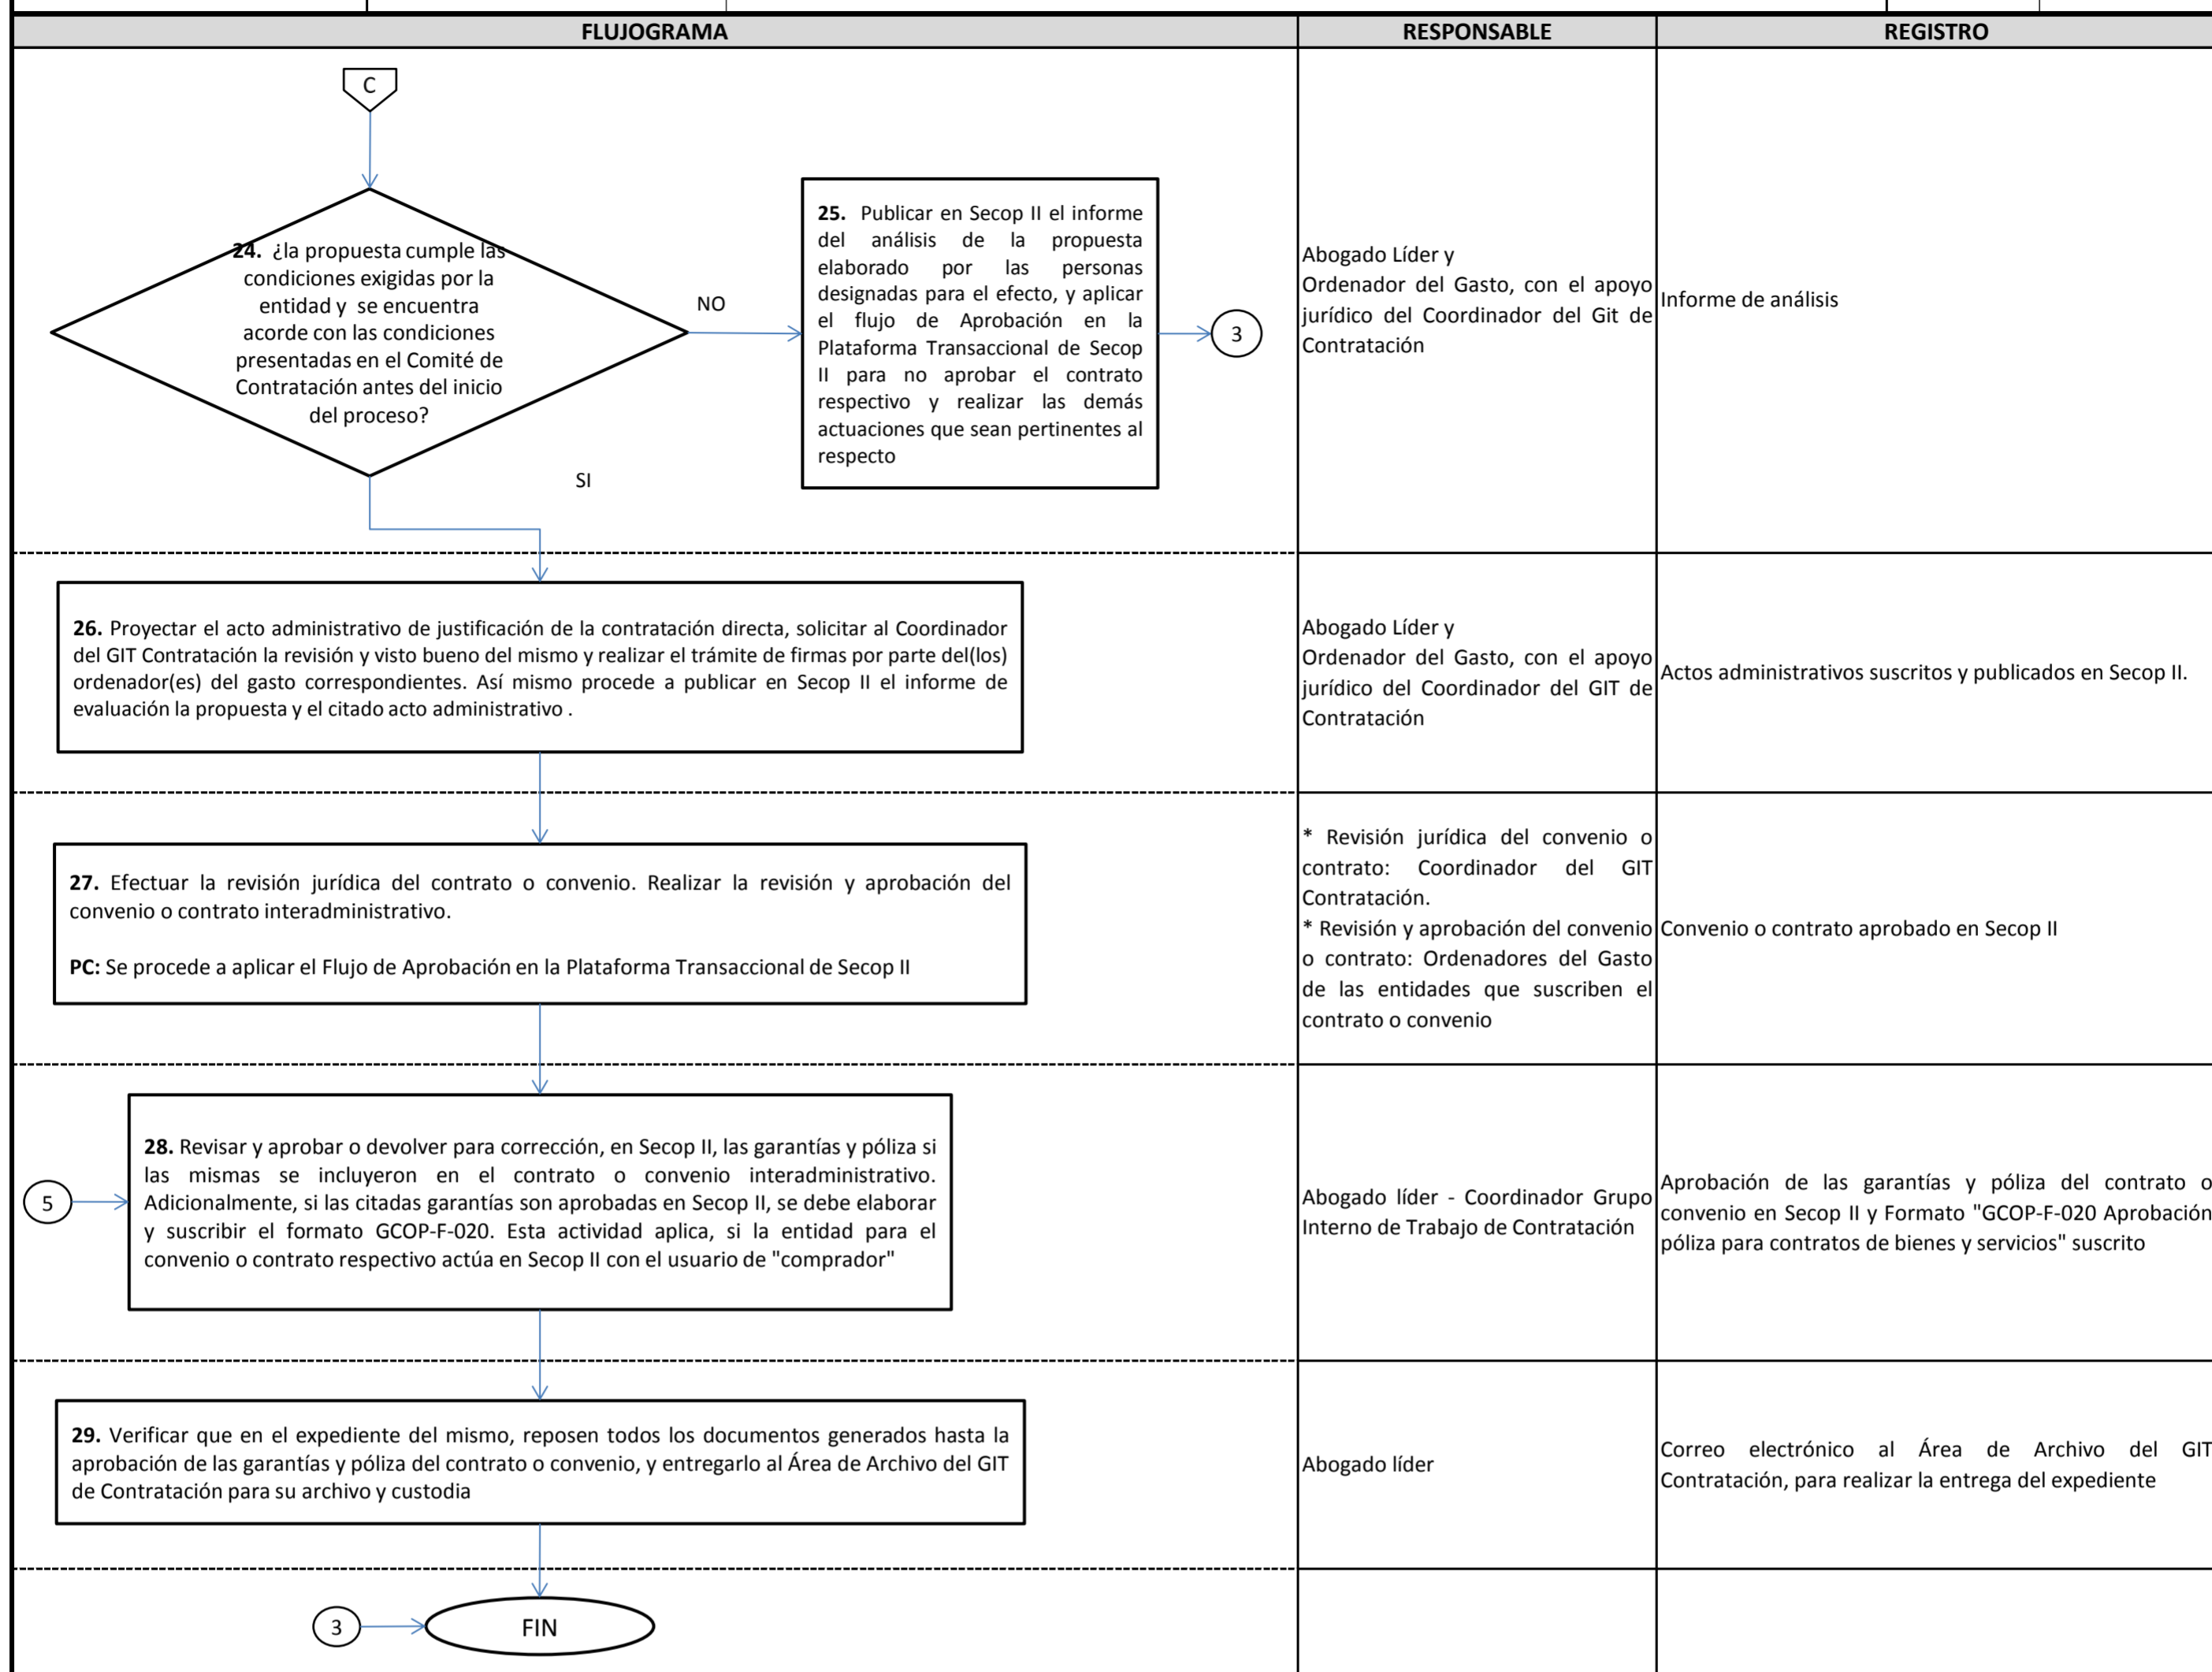 FLUJOGRAMA
RESPONSABLE
REGISTRO
C
24. ¿la propuesta cumple las
condiciones exigidas por la
entidad y se encuentra
acorde con las condiciones
presentadas en el Comité de
Contratación antes del inicio
del proceso?
NO
SI
25. Publicar en Secop II el informe
del análisis de la propuesta
elaborado por las personas
designadas para el efecto, y aplicar
el flujo de Aprobación en la
Plataforma Transaccional de Secop
II para no aprobar el contrato
respectivo y realizar las demás
actuaciones que sean pertinentes al
respecto
3
Abogado Líder y
Ordenador del Gasto, con el apoyo
jurídico del Coordinador del Git de
Contratación
Informe de análisis
26. Proyectar el acto administrativo de justificación de la contratación directa, solicitar al Coordinador
del GIT Contratación la revisión y visto bueno del mismo y realizar el trámite de firmas por parte del(los)
ordenador(es) del gasto correspondientes. Así mismo procede a publicar en Secop II el informe de
evaluación la propuesta y el citado acto administrativo .
Abogado Líder y
Ordenador del Gasto, con el apoyo
jurídico del Coordinador del GIT de
Contratación
Actos administrativos suscritos y publicados en Secop II.
27. Efectuar la revisión jurídica del contrato o convenio. Realizar la revisión y aprobación del
convenio o contrato interadministrativo.
PC: Se procede a aplicar el Flujo de Aprobación en la Plataforma Transaccional de Secop II
* Revisión jurídica del convenio o
contrato: Coordinador del GIT
Contratación.
* Revisión y aprobación del convenio
o contrato: Ordenadores del Gasto
de las entidades que suscriben el
contrato o convenio
Convenio o contrato aprobado en Secop II
5
28. Revisar y aprobar o devolver para corrección, en Secop II, las garantías y póliza si
las mismas se incluyeron en el contrato o convenio interadministrativo.
Adicionalmente, si las citadas garantías son aprobadas en Secop II, se debe elaborar
y suscribir el formato GCOP-F-020. Esta actividad aplica, si la entidad para el
convenio o contrato respectivo actúa en Secop II con el usuario de "comprador"
Abogado líder - Coordinador Grupo
Interno de Trabajo de Contratación
Aprobación de las garantías y póliza del contrato o
convenio en Secop II y Formato "GCOP-F-020 Aprobación
póliza para contratos de bienes y servicios" suscrito
29. Verificar que en el expediente del mismo, reposen todos los documentos generados hasta la
aprobación de las garantías y póliza del contrato o convenio, y entregarlo al Área de Archivo del GIT
de Contratación para su archivo y custodia
Abogado líder
Correo electrónico al Área de Archivo del GIT
Contratación, para realizar la entrega del expediente
3
FIN